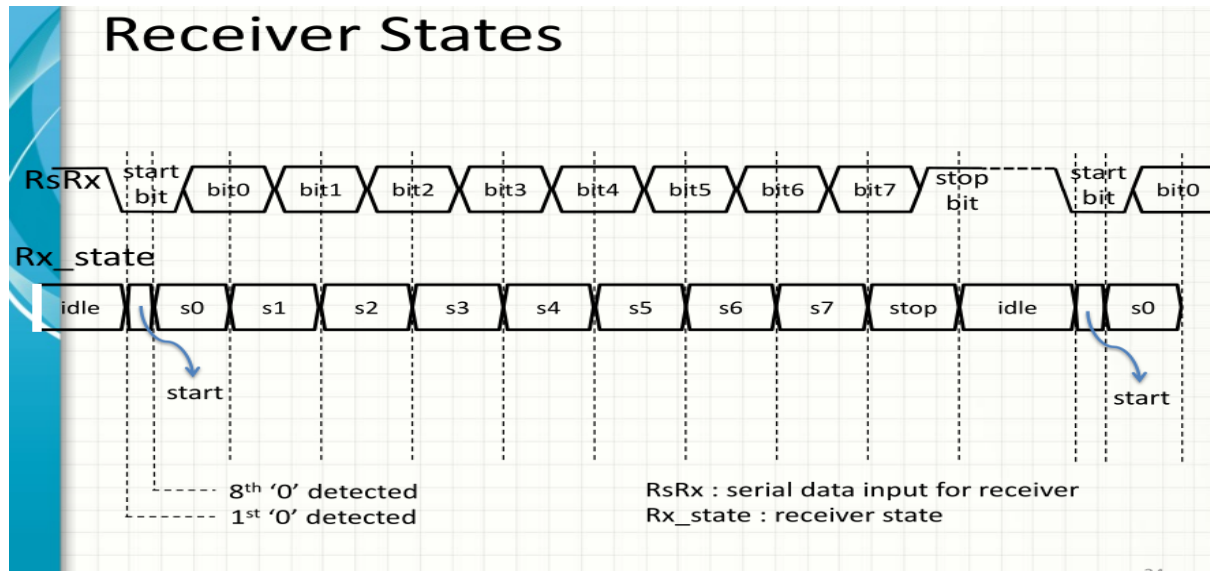 Receiver States
RsRx start bit bit0 bit1 bit2 bit3 bit4 bit5 bit6 bit7 stop bit start bit bit0
Rx_state
idle s0 s1 s2 s3 s4 s5 s6 s7 stop idle s0
start start
8th ‘0’ detected
1st ‘0’ detected
RsRx : serial data input for receiver
Rx_state : receiver state